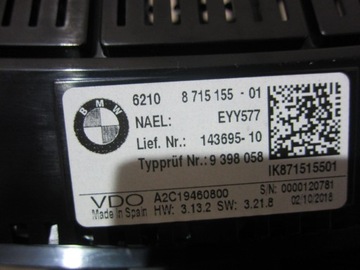 BMW
6210 8 715 155 - 01
NAEL: EYY577
Lief. Nr.: 143695-10
Typprüf Nr.: 9 398 058
IK871515501
VDO A2C19460800 S/N: 0000120781
Made in Spain HW: 3.13.2 SW: 3.21.8 02/10/2018